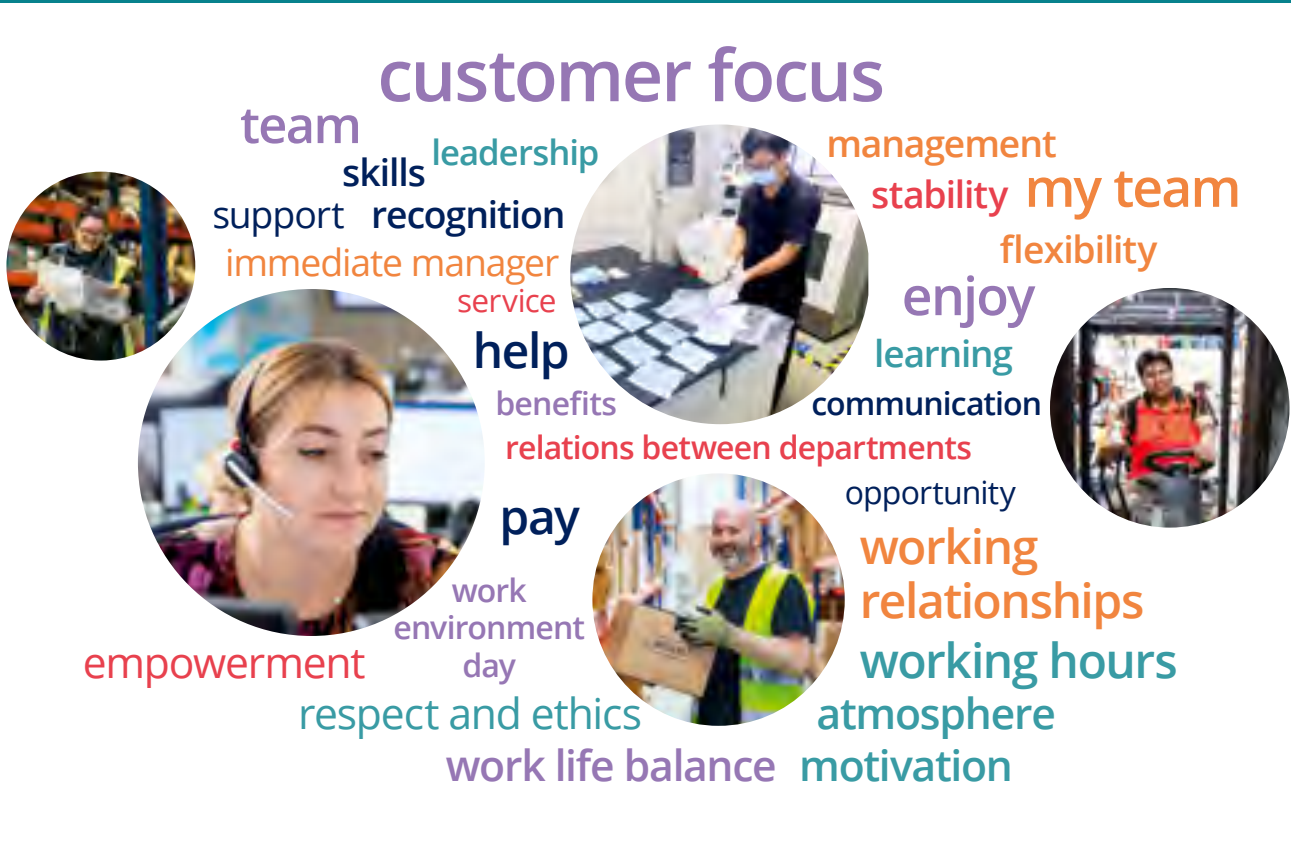 customer focus
team
leadership
skills
support
recognition
immediate manager
service
help
benefits
management
stability
my team
flexibility
enjoy
learning
communication
relations between departments
opportunity
pay
working
relationships
work
environment
day
empowerment
working hours
respect and ethics
atmosphere
work life balance
motivation